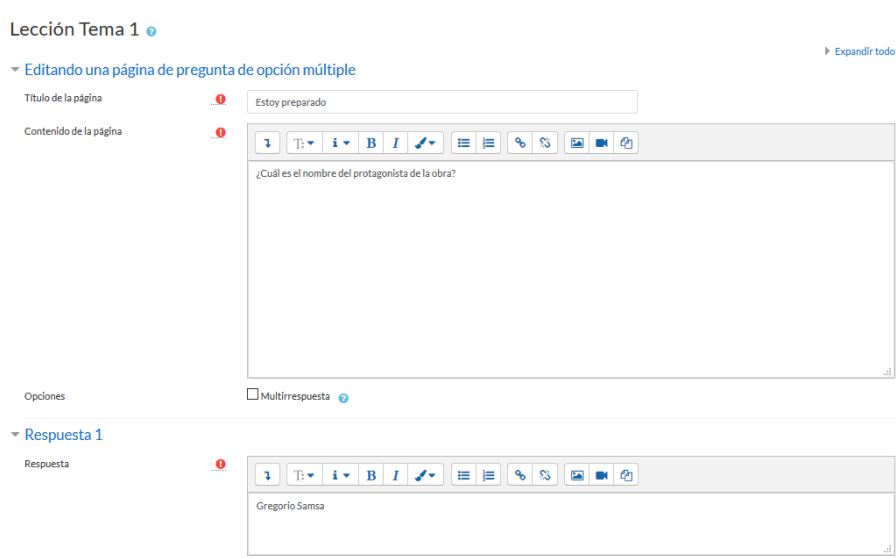 Lección Tema 1
Expandir todo
Editando una página de pregunta de opción múltiple
Título de la página
Estoy preparado
Contenido de la página
¿Cuál es el nombre del protagonista de la obra?
Opciones
Multirrespuesta
Respuesta 1
Respuesta
Gregorio Samsa